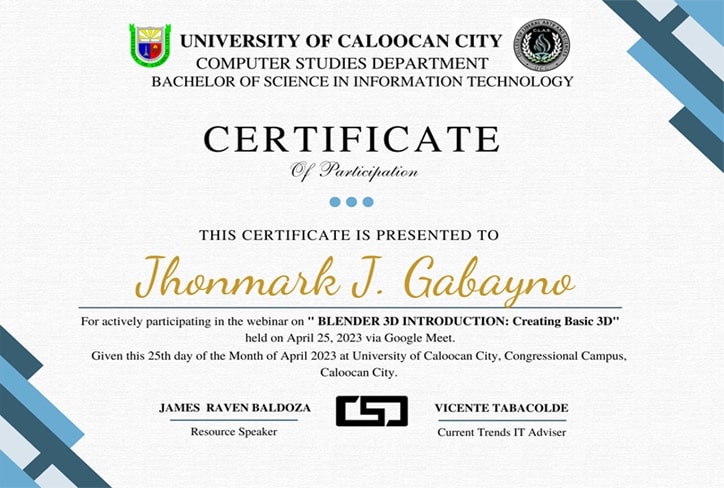 UNIVERSITY OF CALOOCAN CITY
COMPUTER STUDIES DEPARTMENT
BACHELOR OF SCIENCE IN INFORMATION TECHNOLOGY
CERTIFICATE
Of Participation
THIS CERTIFICATE IS PRESENTED TO
Jhonmark J. Gabayno
For actively participating in the webinar on " BLENDER 3D INTRODUCTION: Creating Basic 3D"
held on April 25, 2023 via Google Meet.
Given this 25th day of the Month of April 2023 at University of Caloocan City, Congressional Campus,
Caloocan City.
JAMES RAVEN BALDOZA
Resource Speaker
CSD
VICENTE TABACOLDE
Current Trends IT Adviser